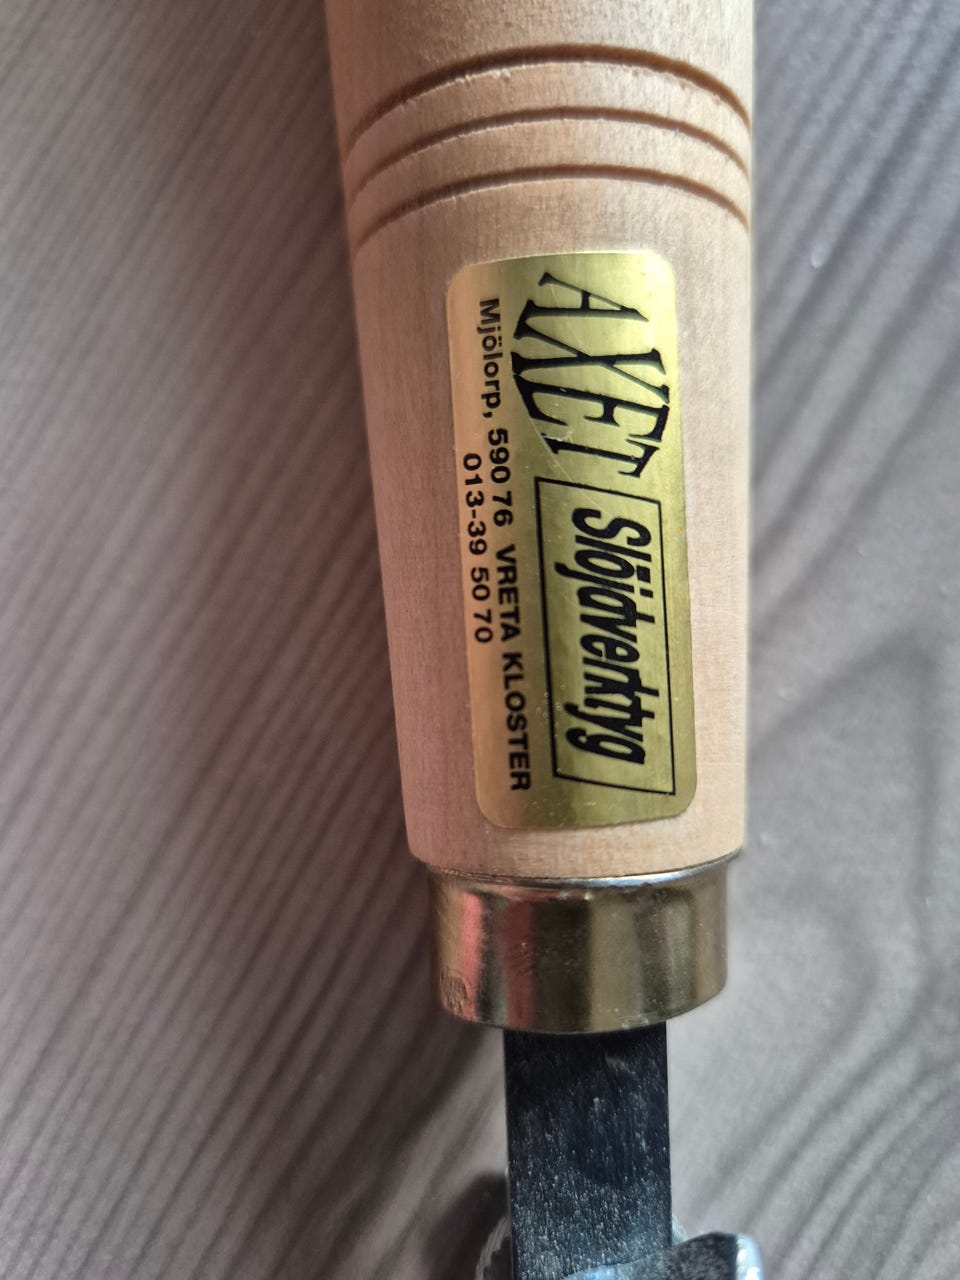 AXET
Slöjdverktyg
Mjölorp, 590 76 VRETA KLOSTER
013-39 50 70